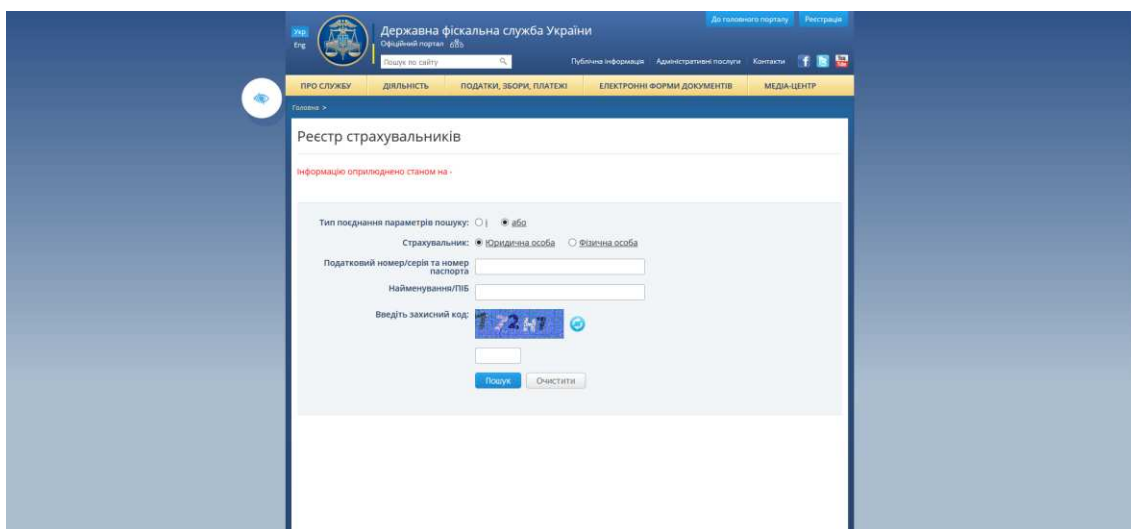 До головного порталу Реєстрація
Укр
Eng
Державна фіскальна служба України
Офіційний портал
Пошук по сайту
Публічна інформація Адміністративні послуги Контакти
ПРО СЛУЖБУ ДІЯЛЬНІСТЬ ПОДАТКИ, ЗБОРИ, ПЛАТЕЖІ ЕЛЕКТРОННІ ФОРМИ ДОКУМЕНТІВ МЕДІА-ЦЕНТР
Головна >
Реєстр страхувальників
Інформацію оприлюднено станом на -
Тип поєднання параметрів пошуку: і або
Страхувальник: Юридична особа Фізична особа
Податковий номер/серія та номер
паспорта
Найменування/ПІБ
Введіть захисний код:
Пошук Очистити